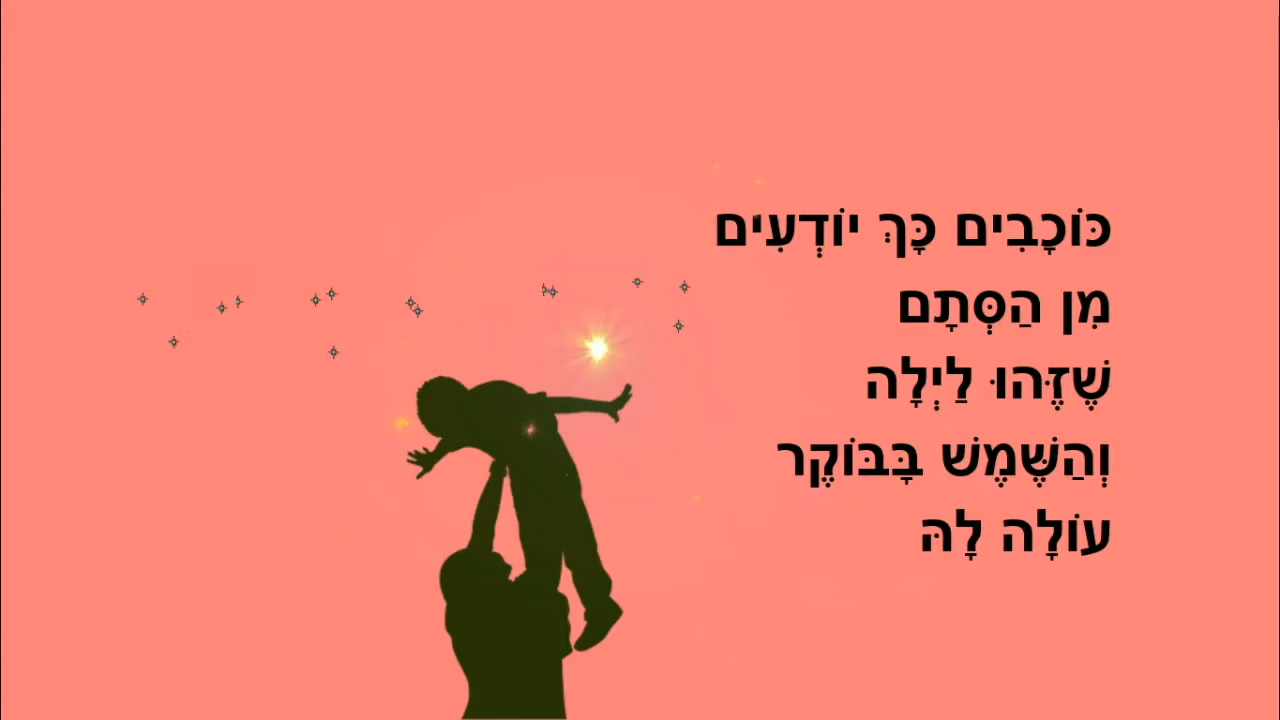 כּוֹכָבִים כָּךְ יוֹדְעִים
מִן הַסְּתָם
שֶׁזֶּהוּ לַיְלָה
וְהַשֶּׁמֶשׁ בַּבּוֹקֶר
עוֹלָה לָהּ